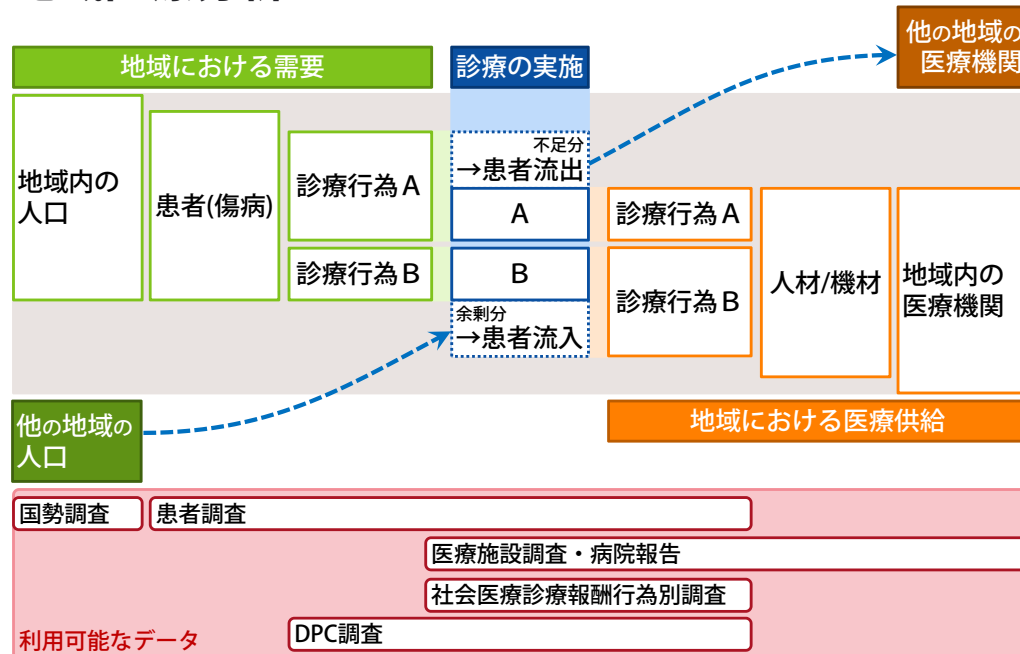 他の地域の
医療機関
地域における需要
診療の実施
不足分
→患者流出
地域内の
人口
患者(傷病)
診療行為A
A
診療行為A
診療行為B
B
診療行為B
人材/機材
地域内の
医療機関
余剰分
→患者流入
他の地域の
人口
地域における医療供給
国勢調査
患者調査
医療施設調査・病院報告
社会医療診療報酬行為別調査
DPC調査
利用可能なデータ